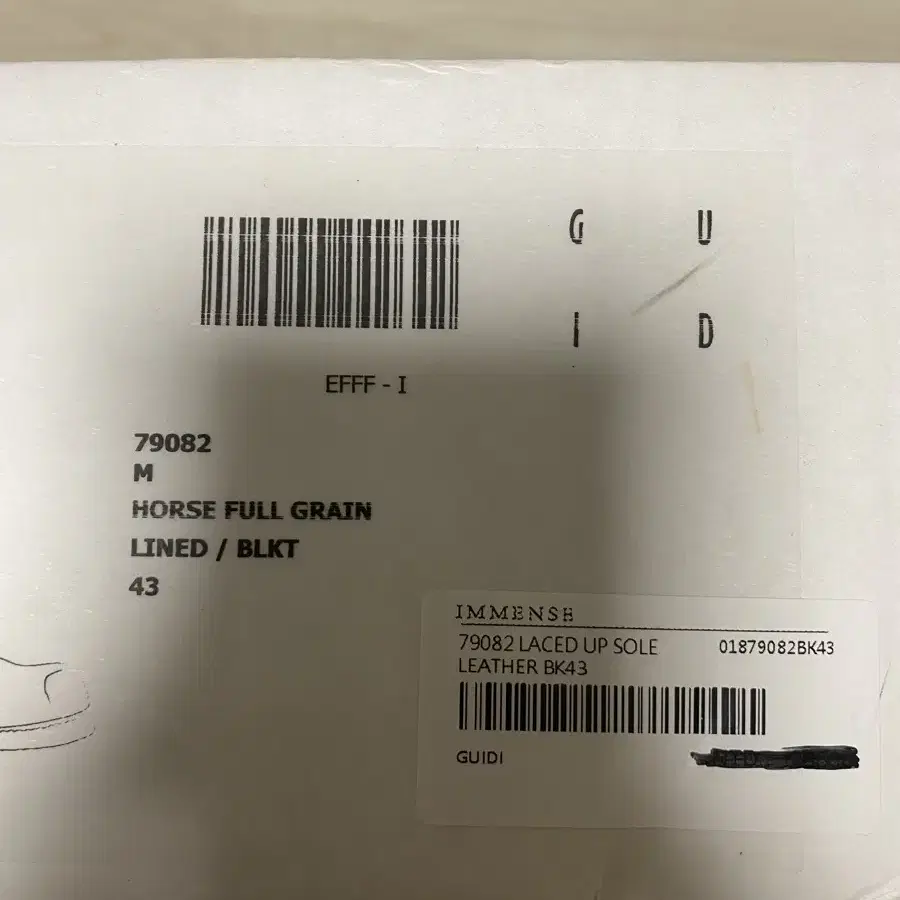 G U
I D
EFFF - I
79082
M
HORSE FULL GRAIN
LINED / BLKT
43
IMMENSE
79082 LACED UP SOLE 01879082BK43
LEATHER BK43
GUIDI